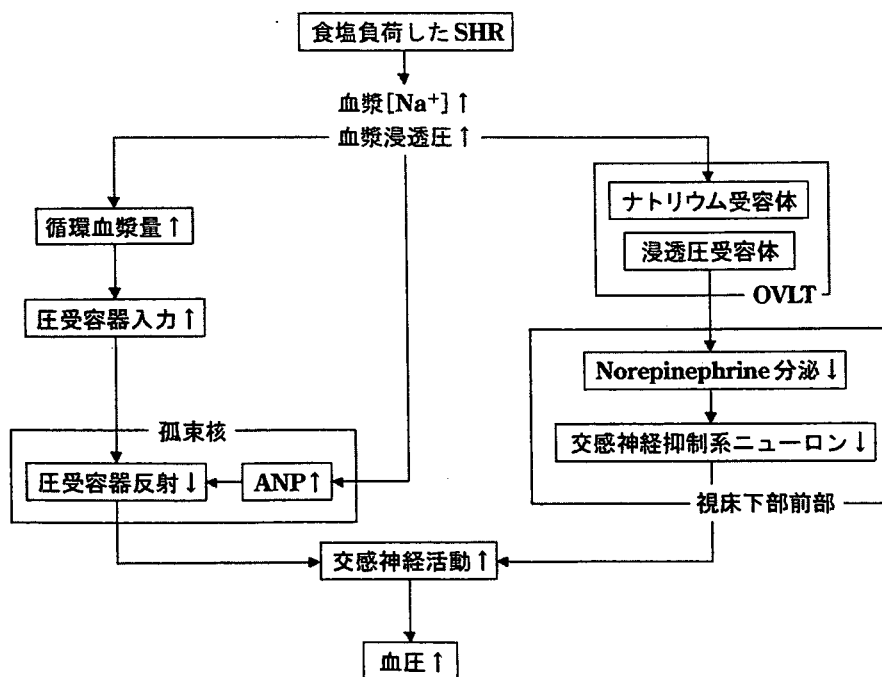 食塩負荷したSHR
血漿[Na⁺]↑
血漿浸透圧↑
循環血漿量↑
圧受容器入力↑
孤束核
圧受容器反射↓
ANP↑
ナトリウム受容体
浸透圧受容体
OVLT
Norepinephrine分泌↓
交感神経抑制系ニューロン↓
視床下部前部
交感神経活動↑
血圧↑